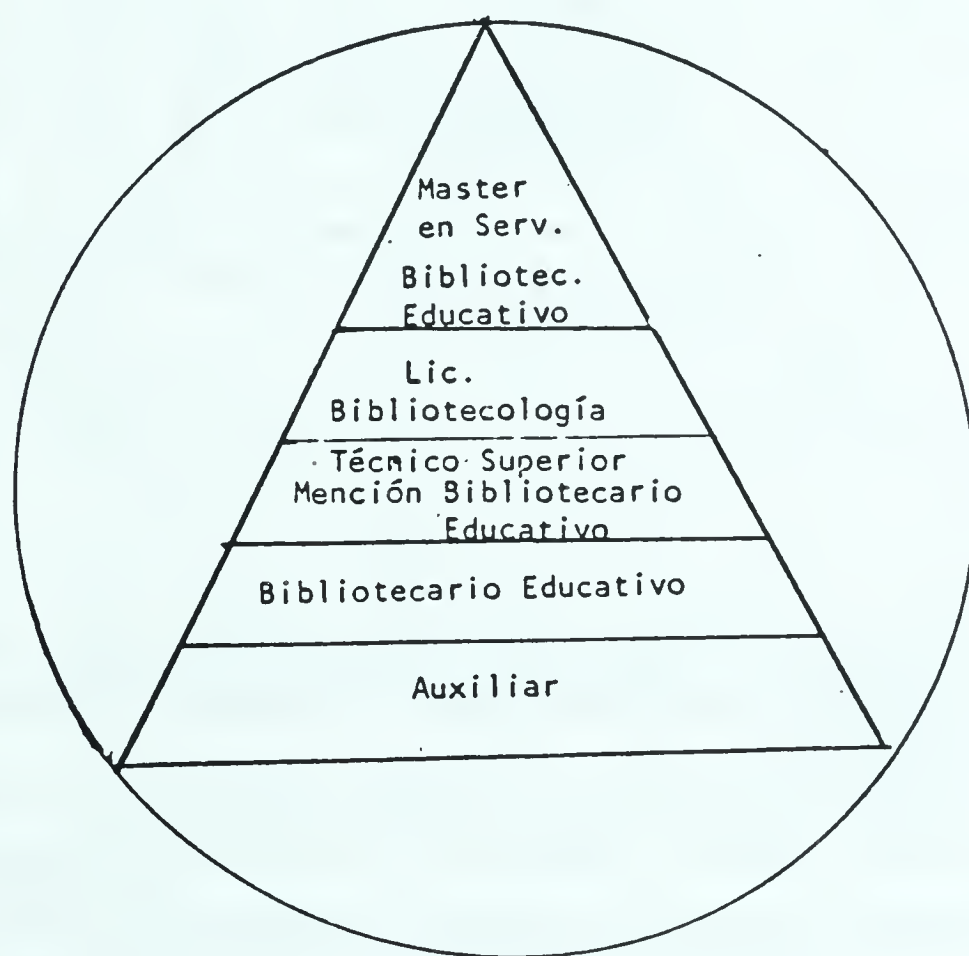 Master
en Serv.
Bibliotec.
Educativo
Lic.
Bibliotecología
Técnico Superior
Mención Bibliotecario
Educativo
Bibliotecario Educativo
Auxiliar